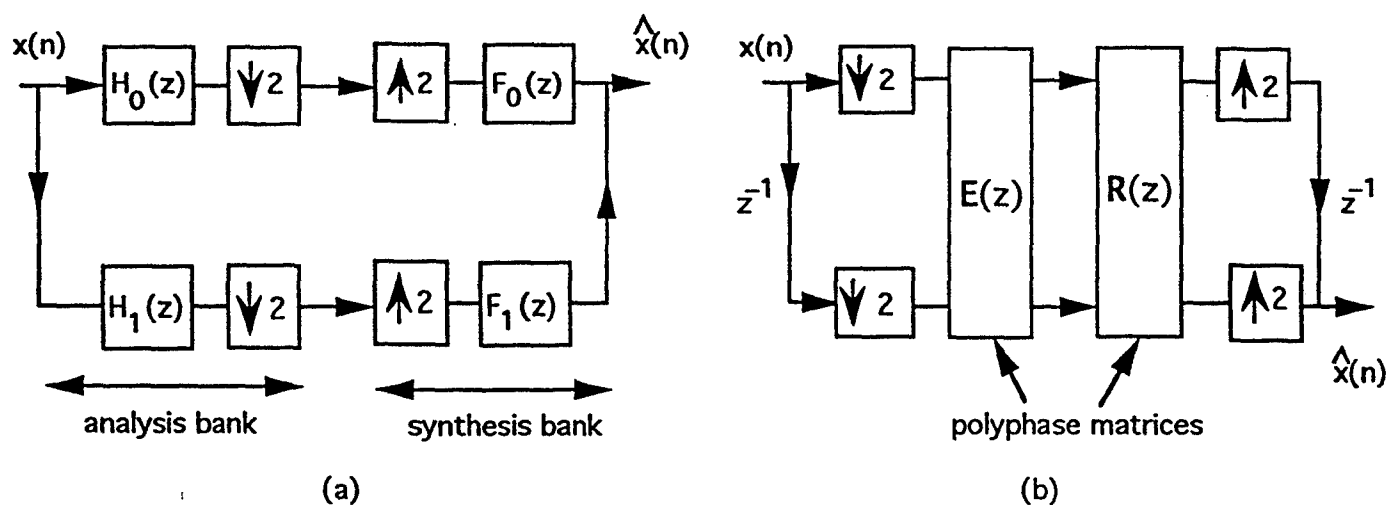 x(n)
H0(z)
↓2
↑2
F0(z)
x̂(n)
H1(z)
↓2
↑2
F1(z)
analysis bank
synthesis bank
(a)
x(n)
↓2
E(z)
R(z)
↑2
z⁻¹
z⁻¹
↓2
↑2
x̂(n)
polyphase matrices
(b)